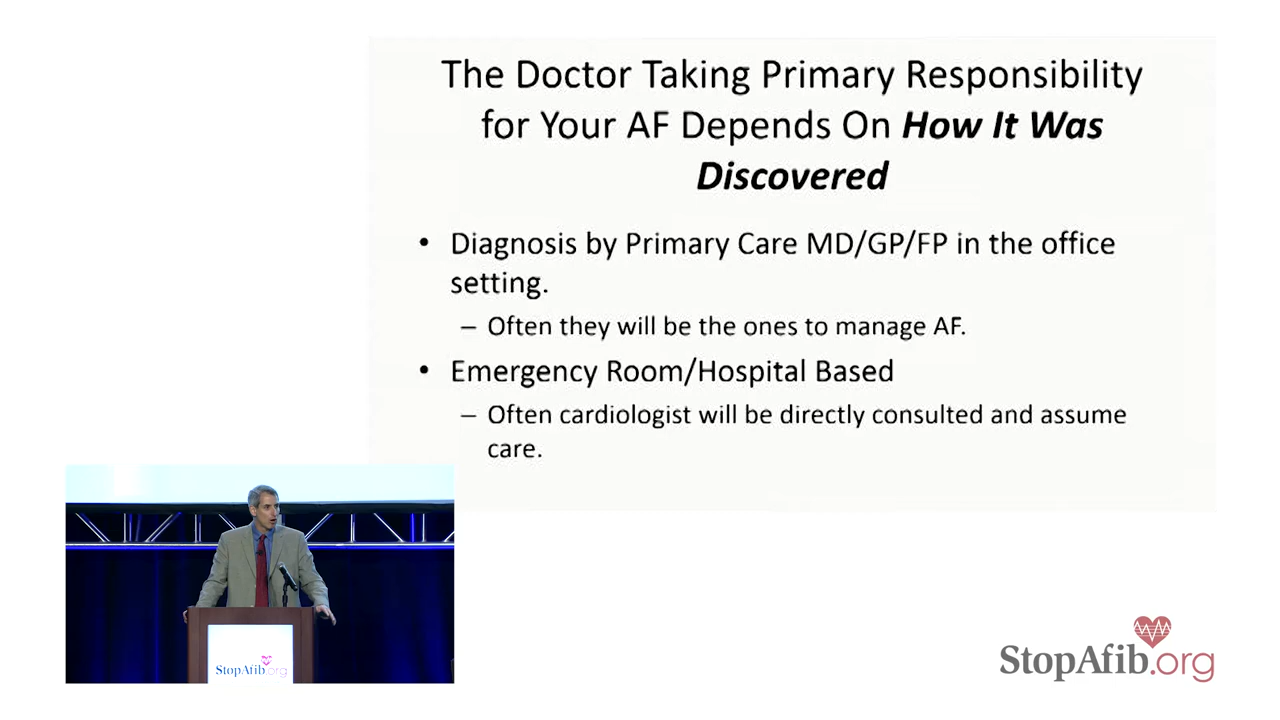 The Doctor Taking Primary Responsibility
for Your AF Depends On How It Was
Discovered
• Diagnosis by Primary Care MD/GP/FP in the office
setting.
– Often they will be the ones to manage AF.
• Emergency Room/Hospital Based
– Often cardiologist will be directly consulted and assume
care.
StopAfib.org
StopAfib.org